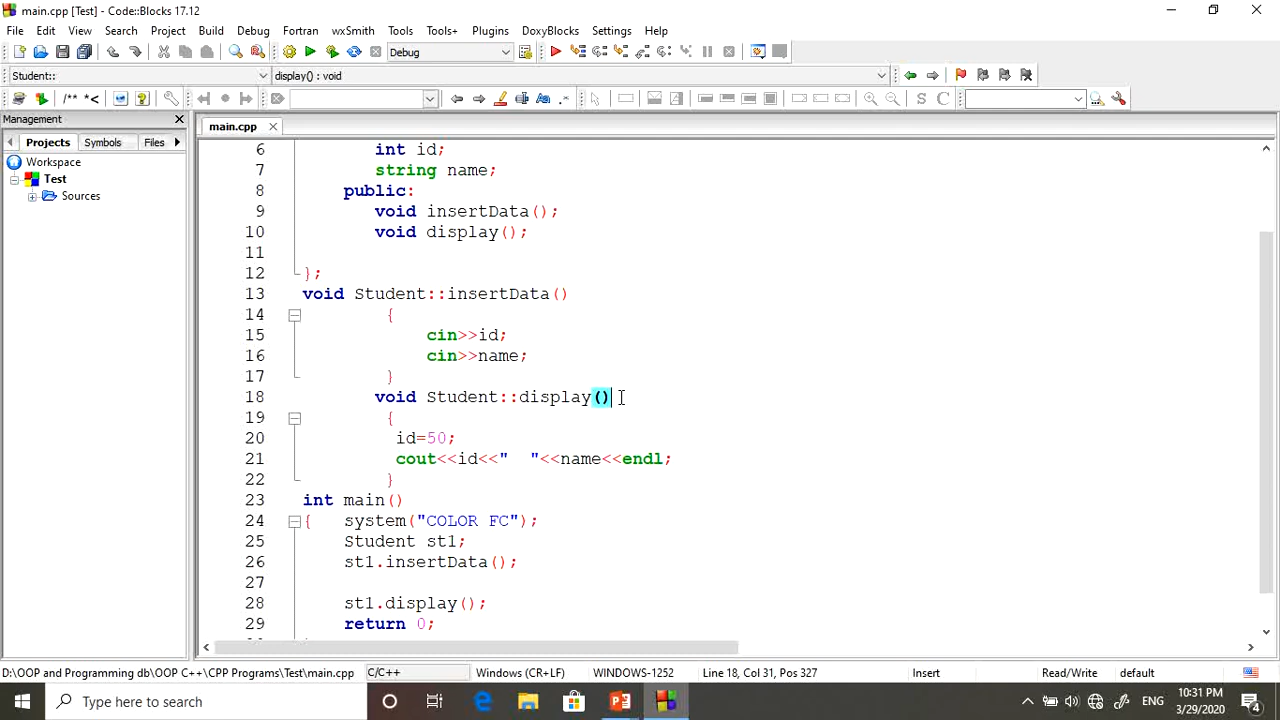 main.cpp [Test] - Code::Blocks 17.12
File Edit View Search Project Build Debug Fortran wxSmith Tools Tools+ Plugins DoxyBlocks Settings Help
Debug
Student:: display() : void
/** *<
S C
Management
main.cpp
Projects Symbols Files
Workspace
Test
Sources
6 int id;
7 string name;
8 public:
9 void insertData();
10 void display();
11
12 };
13 void Student::insertData()
14 {
15 cin>>id;
16 cin>>name;
17 }
18 void Student::display()
19 {
20 id=50;
21 cout<<id<<"  "<<name<<endl;
22 }
23 int main()
24 { system("COLOR FC");
25 Student st1;
26 st1.insertData();
27
28 st1.display();
29 return 0;
D:\OOP and Programming db\OOP C++\CPP Programs\Test\main.cpp C/C++ Windows (CR+LF) WINDOWS-1252 Line 18, Col 31, Pos 327 Insert Read/Write default
Type here to search
ENG
10:31 PM
3/29/2020
4